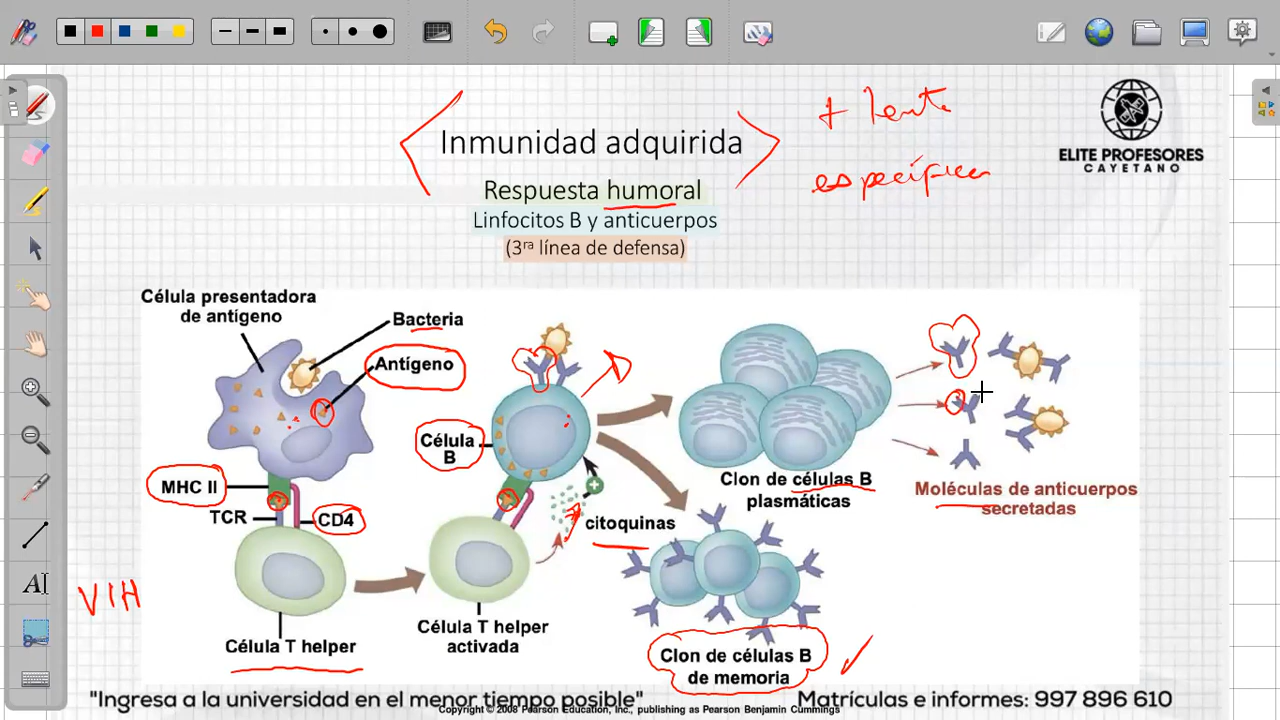 Inmunidad adquirida
+ lenta
específica
Respuesta humoral
Linfocitos B y anticuerpos
(3ra línea de defensa)
ELITE PROFESORES
CAYETANO
Célula presentadora
de antígeno
Bacteria
Antígeno
MHC II
TCR
CD4
Célula T helper
VIH
Célula
B
citoquinas
Célula T helper
activada
Clon de células B
plasmáticas
Clon de células B
de memoria
Moléculas de anticuerpos
secretadas
"Ingresa a la universidad en el menor tiempo posible"
Matrículas e informes: 997 896 610
Copyright © 2008 Pearson Education, Inc., publishing as Pearson Benjamin Cummings
AI